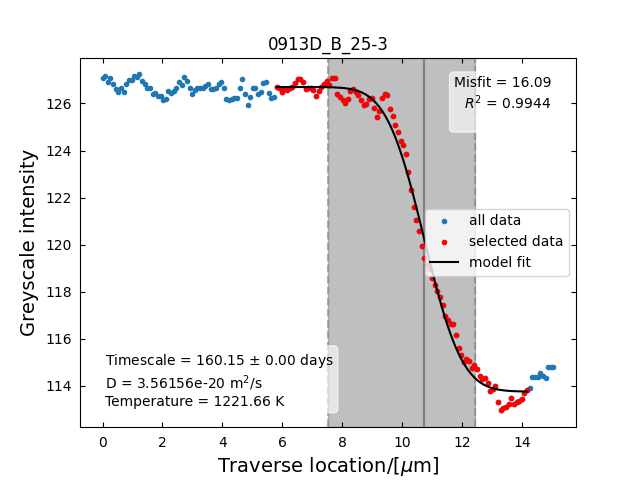 0913D_B_25-3
Misfit = 16.09
R² = 0.9944
all data
selected data
model fit
Timescale = 160.15 ± 0.00 days
D = 3.56156e-20 m²/s
Temperature = 1221.66 K
Greyscale intensity
126
124
122
120
118
116
114
0 2 4 6 8 10 12 14
Traverse location/[μm]